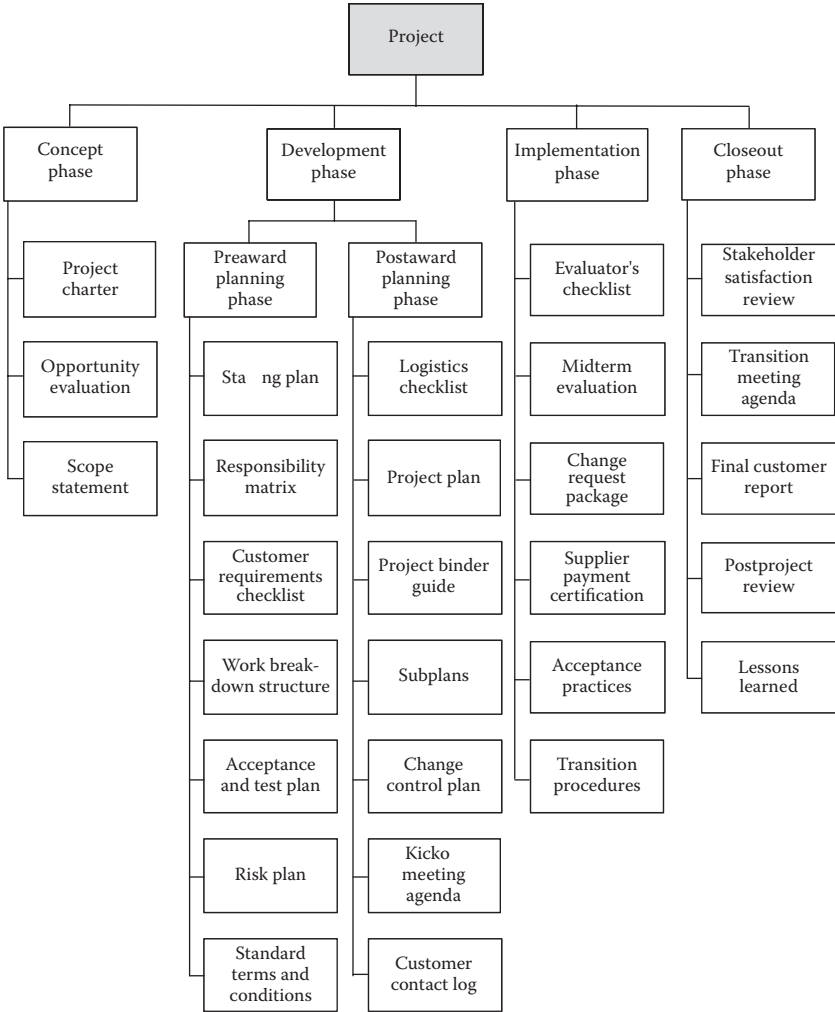 Project
Concept
phase
Development
phase
Implementation
phase
Closeout
phase
Project
charter
Opportunity
evaluation
Scope
statement
Preaward
planning
phase
Sta ng plan
Responsibility
matrix
Customer
requirements
checklist
Work break-
down structure
Acceptance
and test plan
Risk plan
Standard
terms and
conditions
Postaward
planning
phase
Logistics
checklist
Project plan
Project binder
guide
Subplans
Change
control plan
Kicko
meeting
agenda
Customer
contact log
Evaluator's
checklist
Midterm
evaluation
Change
request
package
Supplier
payment
certification
Acceptance
practices
Transition
procedures
Stakeholder
satisfaction
review
Transition
meeting
agenda
Final customer
report
Postproject
review
Lessons
learned